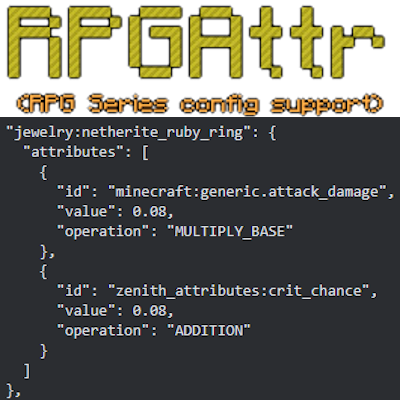 RPGAttr
(RPG Series config support)
"jewelry:netherite_ruby_ring": {
  "attributes": [
    {
      "id": "minecraft:generic.attack_damage",
      "value": 0.08,
      "operation": "MULTIPLY_BASE"
    },
    {
      "id": "zenith_attributes:crit_chance",
      "value": 0.08,
      "operation": "ADDITION"
    }
  ]
},